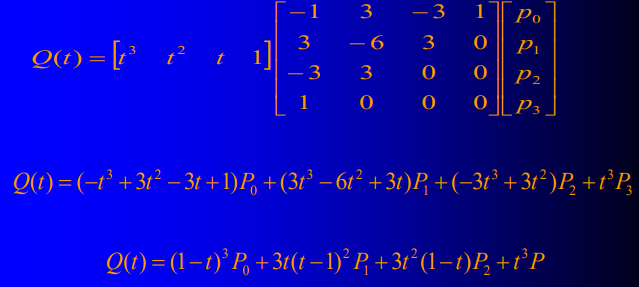 Q(t) = [t³ t² t 1] [−1 3 −3 1; 3 −6 3 0; −3 3 0 0; 1 0 0 0] [p₀; p₁; p₂; p₃]
Q(t) = (−t³ + 3t² − 3t + 1)P₀ + (3t³ − 6t² + 3t)P₁ + (−3t³ + 3t²)P₂ + t³P₃
Q(t) = (1 − t)³P₀ + 3t(t − 1)²P₁ + 3t²(1 − t)P₂ + t³P